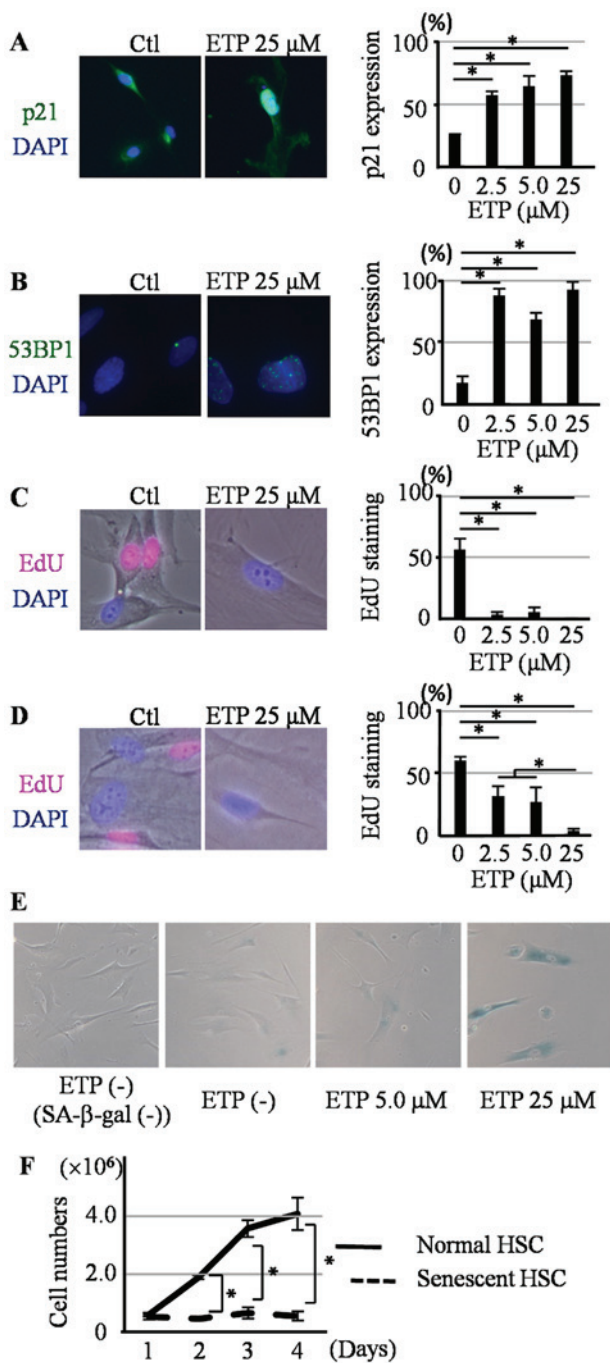 A
Ctl ETP 25 μM
p21
DAPI
(%)
100
50
0
p21 expression
* * *
0 2.5 5.0 25
ETP (μM)
B
Ctl ETP 25 μM
53BP1
DAPI
(%)
100
50
0
53BP1 expression
* * *
0 2.5 5.0 25
ETP (μM)
C
Ctl ETP 25 μM
EdU
DAPI
(%)
100
50
0
EdU staining
* * *
0 2.5 5.0 25
ETP (μM)
D
Ctl ETP 25 μM
EdU
DAPI
(%)
100
50
0
EdU staining
* * * *
0 2.5 5.0 25
ETP (μM)
E
ETP (-)
(SA-β-gal (-))
ETP (-)
ETP 5.0 μM
ETP 25 μM
F
(×10⁶)
Cell numbers
4.0
2.0
0
* * *
1 2 3 4 (Days)
Normal HSC
Senescent HSC